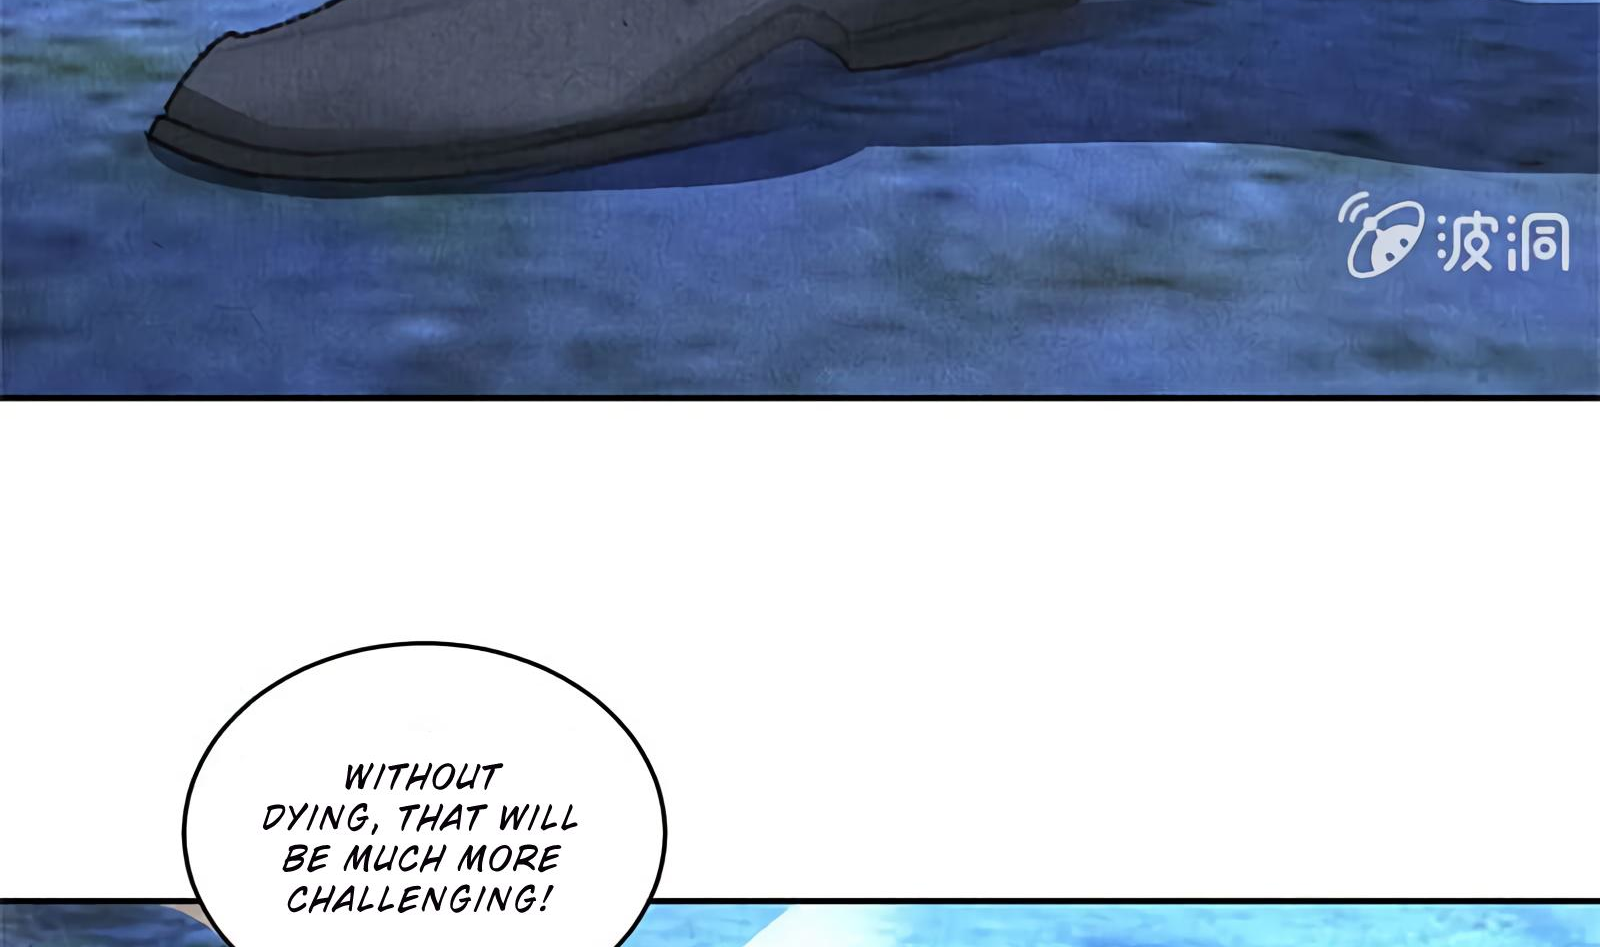 波洞
WITHOUT
DYING, THAT WILL
BE MUCH MORE
CHALLENGING!